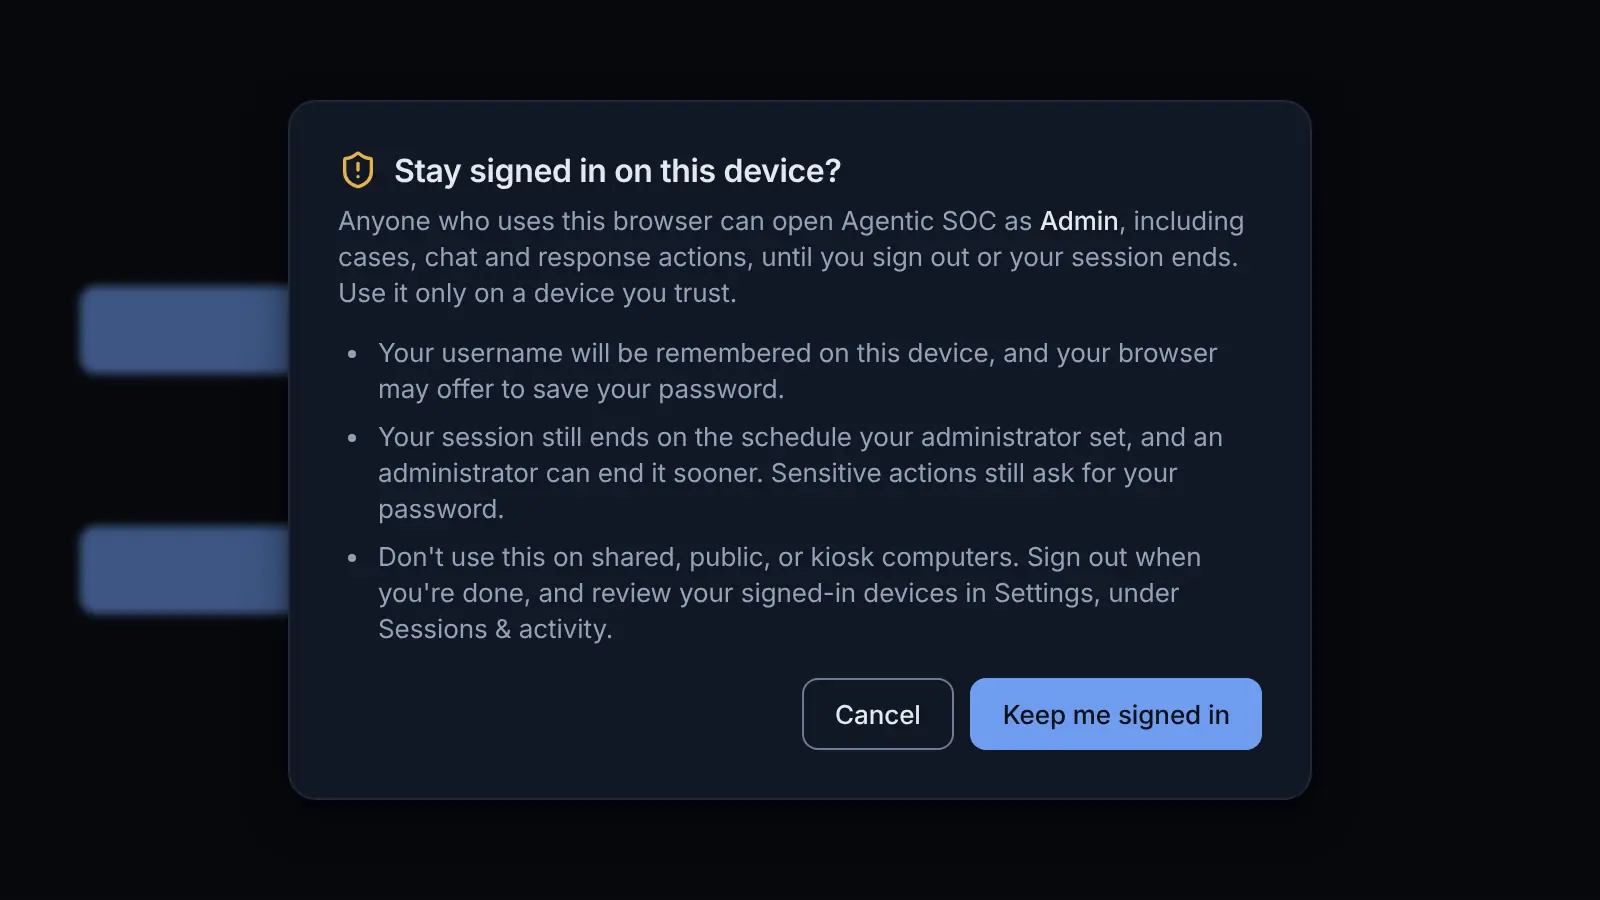 Stay signed in on this device?
Anyone who uses this browser can open Agentic SOC as Admin, including
cases, chat and response actions, until you sign out or your session ends.
Use it only on a device you trust.
• Your username will be remembered on this device, and your browser
may offer to save your password.
• Your session still ends on the schedule your administrator set, and an
administrator can end it sooner. Sensitive actions still ask for your
password.
• Don't use this on shared, public, or kiosk computers. Sign out when
you're done, and review your signed-in devices in Settings, under
Sessions & activity.
Cancel
Keep me signed in